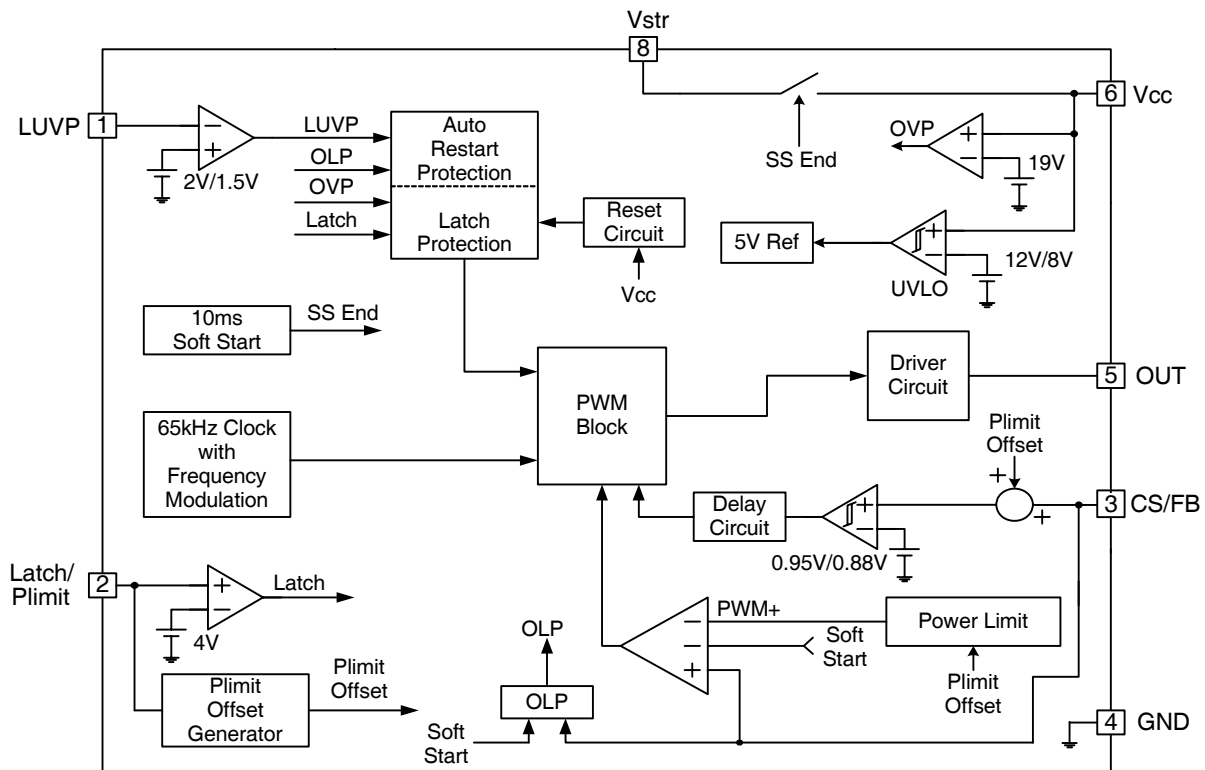 Vstr
8
LUVP
1
−
+
2V/1.5V
LUVP
OLP
OVP
Latch
Auto
Restart
Protection
Latch
Protection
Reset
Circuit
Vcc
SS End
6
Vcc
OVP
+
−
19V
5V Ref
+
−
UVLO
12V/8V
10ms
Soft Start
SS End
65kHz Clock
with
Frequency
Modulation
PWM
Block
Driver
Circuit
5
OUT
Plimit
Offset
+
+
3
CS/FB
Delay
Circuit
+
−
0.95V/0.88V
Latch/
Plimit
2
+
−
4V
Latch
Plimit
Offset
Generator
Plimit
Offset
OLP
OLP
Soft
Start
−
−
+
PWM+
Soft
Start
Power Limit
Plimit
Offset
4
GND